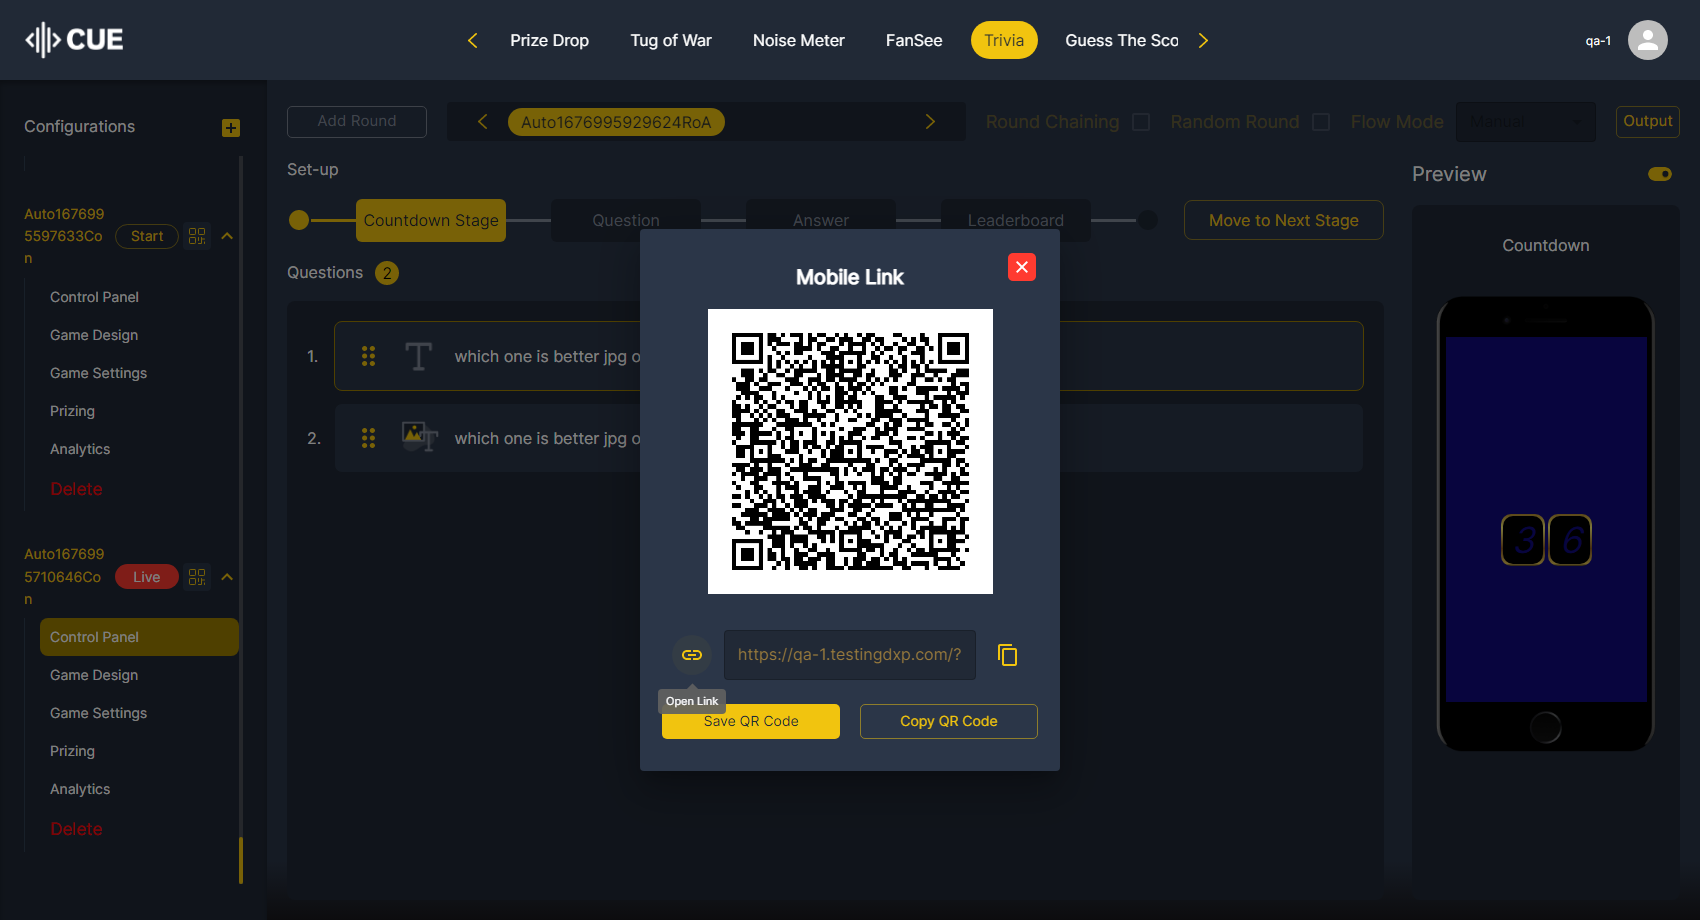 CUE
Prize Drop
Tug of War
Noise Meter
FanSee
Trivia
Guess The Sco
qa-1
Configurations
Add Round
Auto1676995929624RoA
Round Chaining
Random Round
Flow Mode
Manual
Output
Set-up
Preview
Countdown Stage
Question
Answer
Leaderboard
Move to Next Stage
Questions 2
Countdown
Auto167699
5597633Co
n
Start
Control Panel
Game Design
Game Settings
Prizing
Analytics
Delete
Auto167699
5710646Co
n
Live
Control Panel
Game Design
Game Settings
Prizing
Analytics
Delete
1. which one is better jpg o
2. which one is better jpg o
T
T
Mobile Link
https://qa-1.testingdxp.com/?
Open Link
Save QR Code
Copy QR Code
3 6